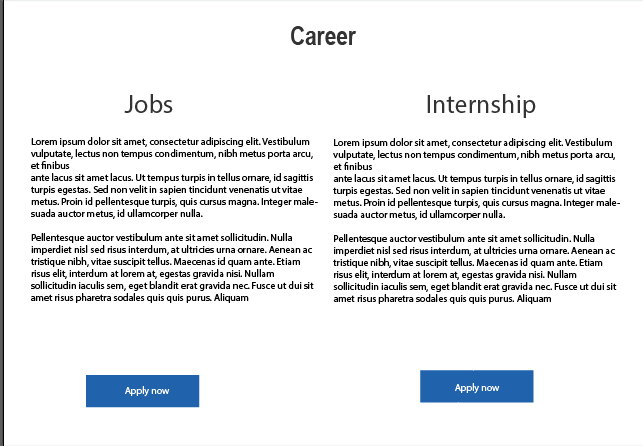 Career
Jobs
Lorem ipsum dolor sit amet, consectetur adipiscing elit. Vestibulum
vulputate, lectus non tempus condimentum, nibh metus porta arcu,
et finibus
ante lacus sit amet lacus. Ut tempus turpis in tellus ornare, id sagittis
turpis egestas. Sed non velit in sapien tincidunt venenatis ut vitae
metus. Proin id pellentesque turpis, quis cursus magna. Integer male-
suada auctor metus, id ullamcorper nulla.
Pellentesque auctor vestibulum ante sit amet sollicitudin. Nulla
imperdiet nisl sed risus interdum, at ultricies urna ornare. Aenean ac
tristique nibh, vitae suscipit tellus. Maecenas id quam ante. Etiam
risus elit, interdum at lorem at, egestas gravida nisi. Nullam
sollicitudin iaculis sem, eget blandit erat gravida nec. Fusce ut dui sit
amet risus pharetra sodales quis quis purus. Aliquam
Apply now
Internship
Lorem ipsum dolor sit amet, consectetur adipiscing elit. Vestibulum
vulputate, lectus non tempus condimentum, nibh metus porta arcu,
et finibus
ante lacus sit amet lacus. Ut tempus turpis in tellus ornare, id sagittis
turpis egestas. Sed non velit in sapien tincidunt venenatis ut vitae
metus. Proin id pellentesque turpis, quis cursus magna. Integer male-
suada auctor metus, id ullamcorper nulla.
Pellentesque auctor vestibulum ante sit amet sollicitudin. Nulla
imperdiet nisl sed risus interdum, at ultricies urna ornare. Aenean ac
tristique nibh, vitae suscipit tellus. Maecenas id quam ante. Etiam
risus elit, interdum at lorem at, egestas gravida nisi. Nullam
sollicitudin iaculis sem, eget blandit erat gravida nec. Fusce ut dui sit
amet risus pharetra sodales quis quis purus. Aliquam
Apply now